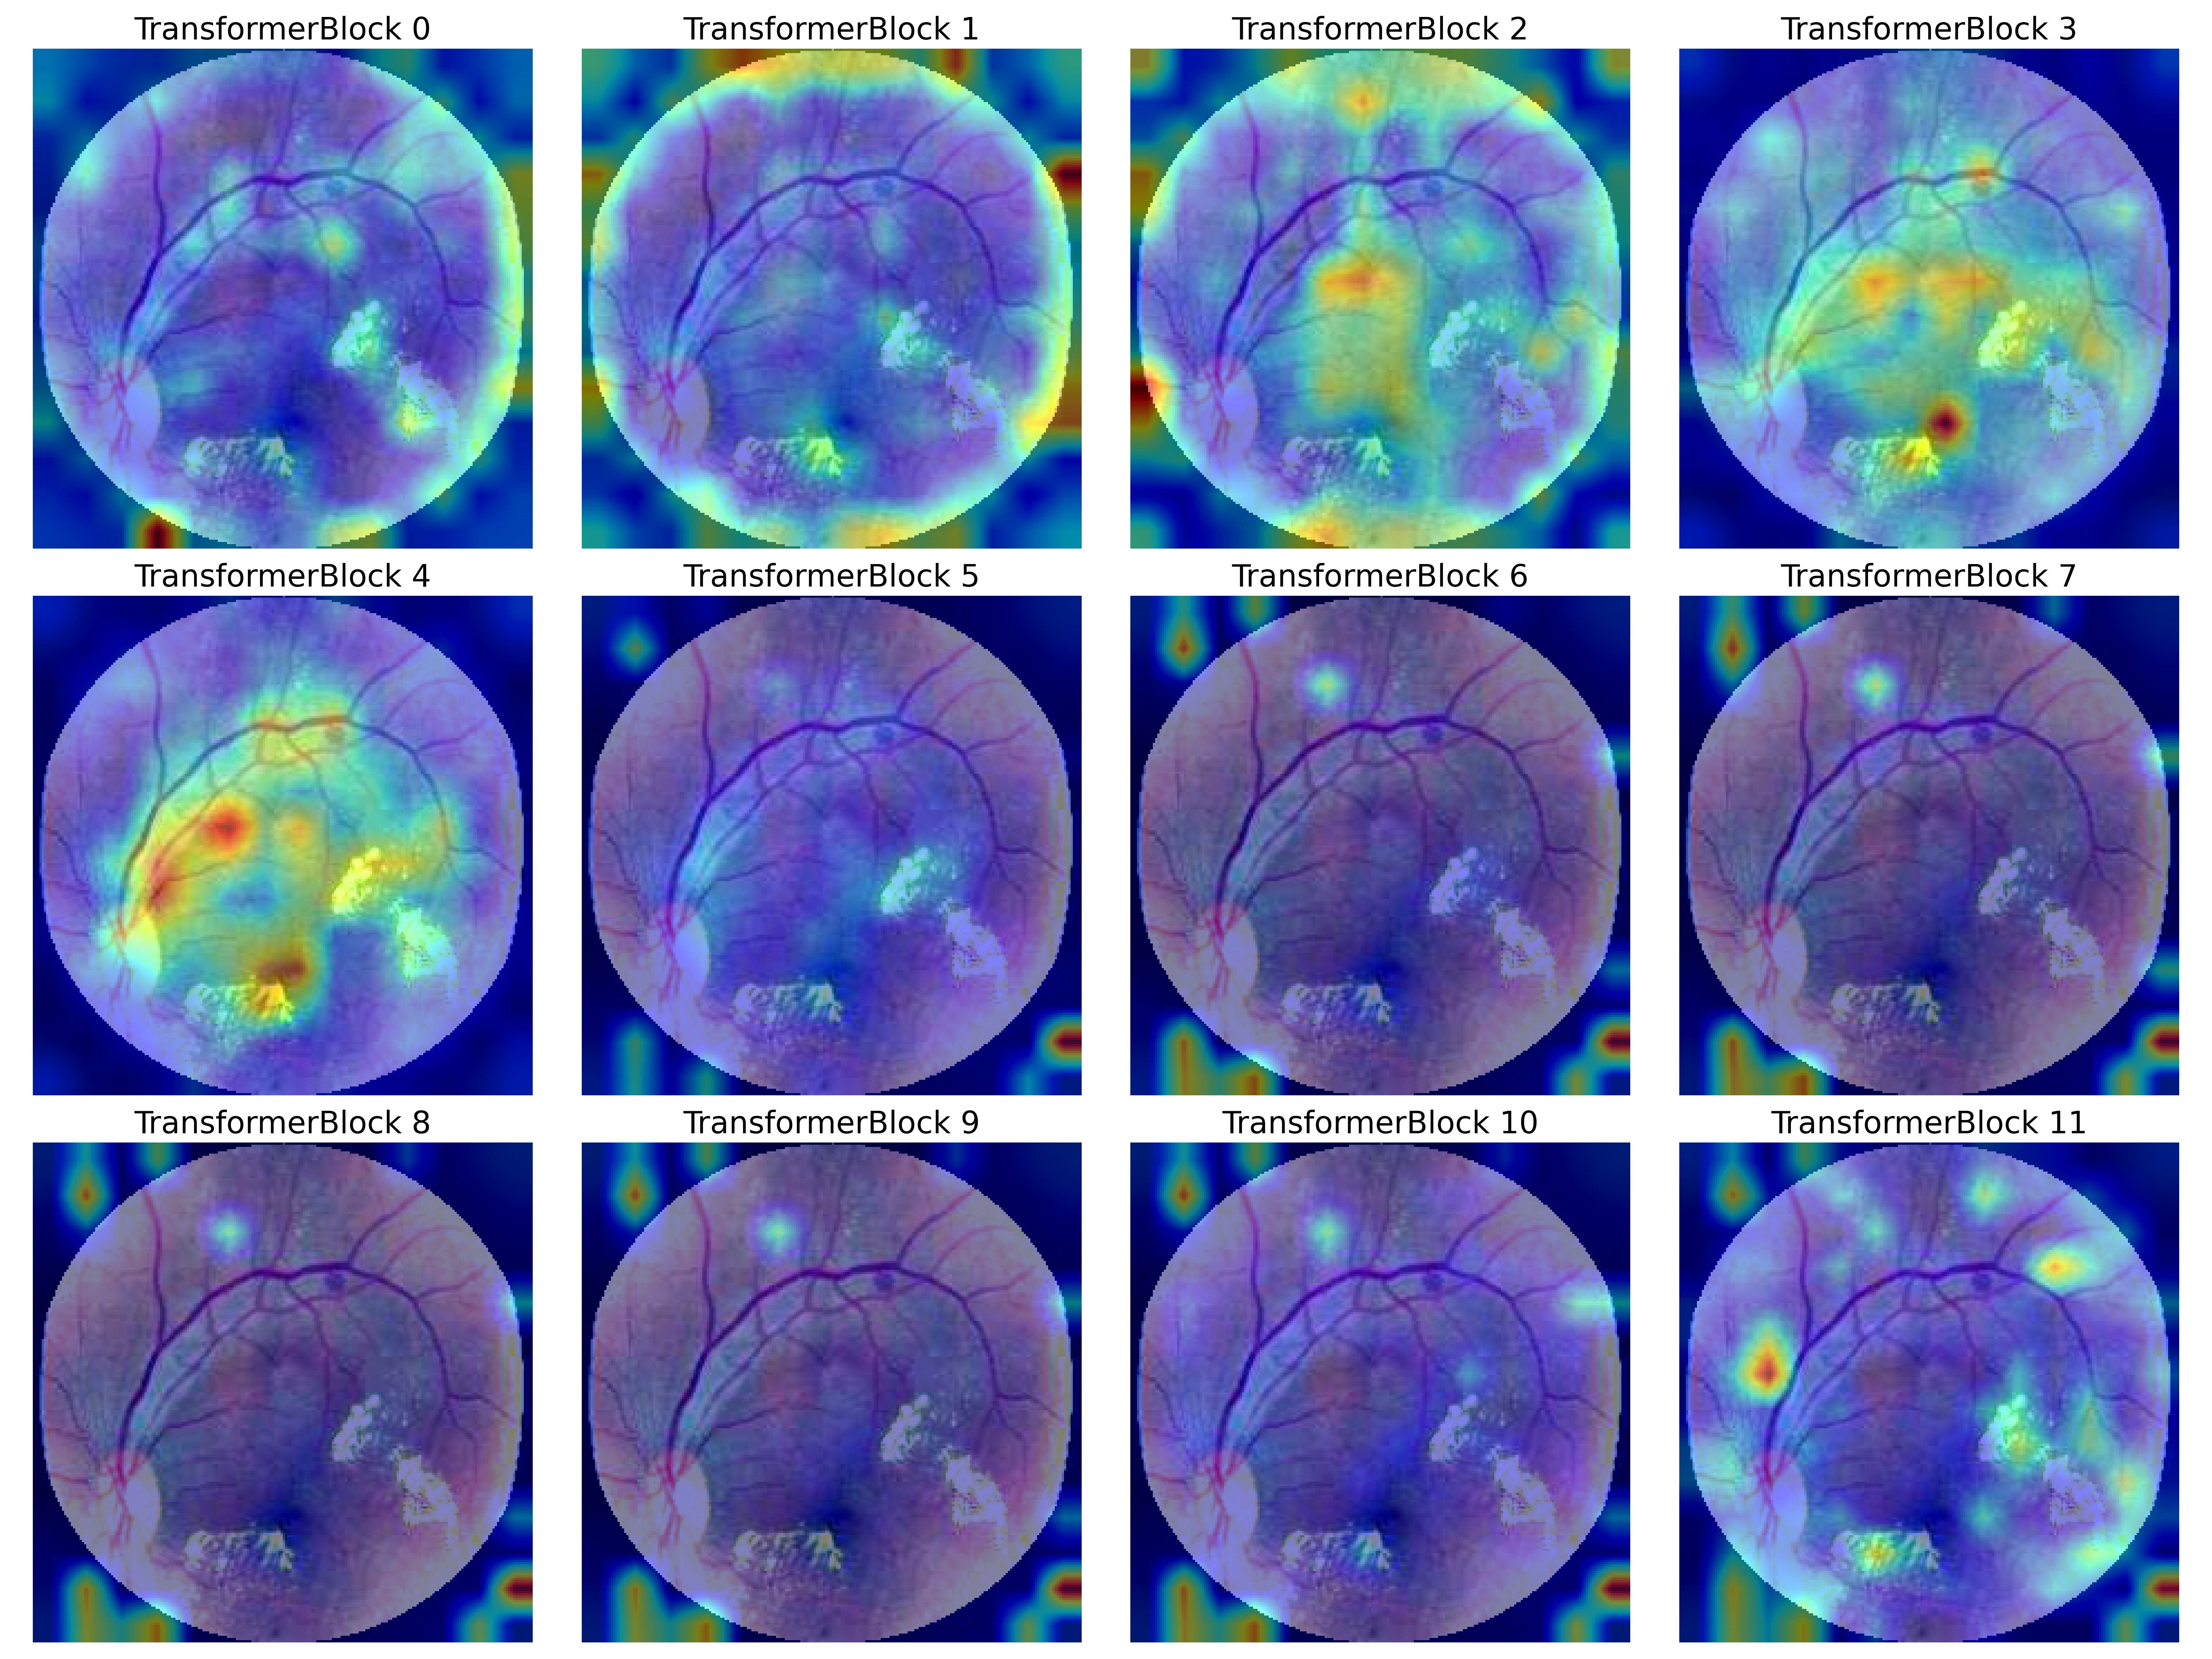 TransformerBlock 0
TransformerBlock 1
TransformerBlock 2
TransformerBlock 3
TransformerBlock 4
TransformerBlock 5
TransformerBlock 6
TransformerBlock 7
TransformerBlock 8
TransformerBlock 9
TransformerBlock 10
TransformerBlock 11